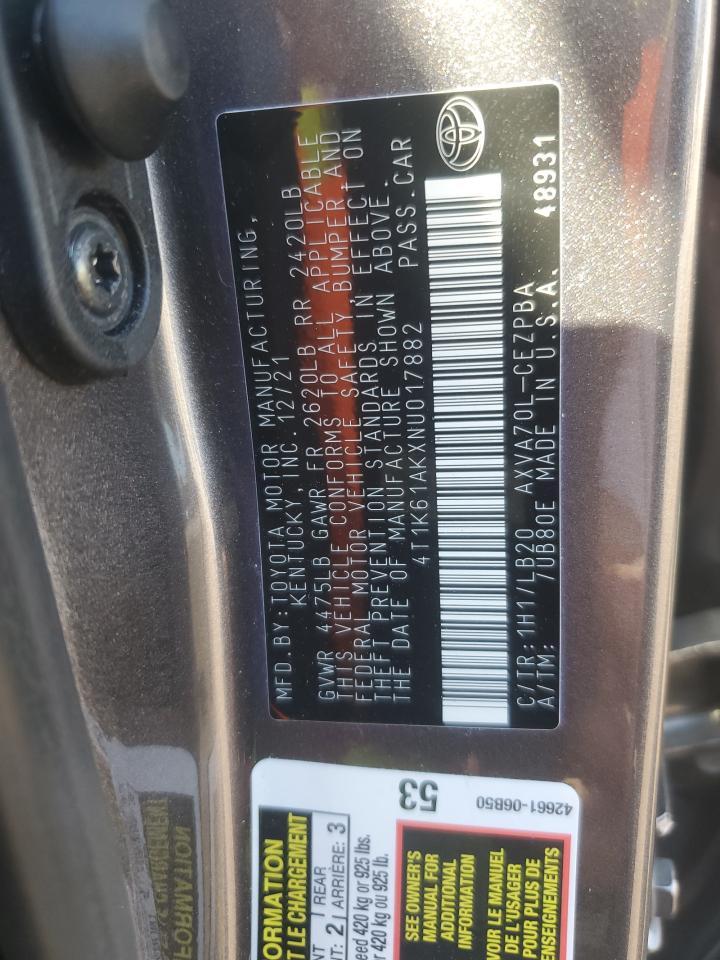 MFD. BY: TOYOTA MOTOR MANUFACTURING,
KENTUCKY, INC. 12/21
GVWR 4475LB GAWR FR 2620LB RR 2420LB
THIS VEHICLE CONFORMS TO ALL APPLICABLE
FEDERAL MOTOR VEHICLE SAFETY, BUMPER, AND
THEFT PREVENTION STANDARDS IN EFFECT ON
THE DATE OF MANUFACTURE SHOWN ABOVE.
4T1K61AKXNU017882 PASS. CAR
C/TR: 1H17/LB20 AXVA70L-CEZPBA
A/TM: 7UB80E MADE IN U.S.A. 48931
53
42661-06B50
ORMATION
T LE CHARGEMENT
NT REAR
T: 2 ARRIÈRE: 3
eed 420 kg or 925 lbs.
420 kg ou 925 lb.
SEE OWNER'S
MANUAL FOR
ADDITIONAL
INFORMATION
VOIR LE MANUEL
DE L'USAGER
POUR PLUS DE
RENSEIGNEMENTS